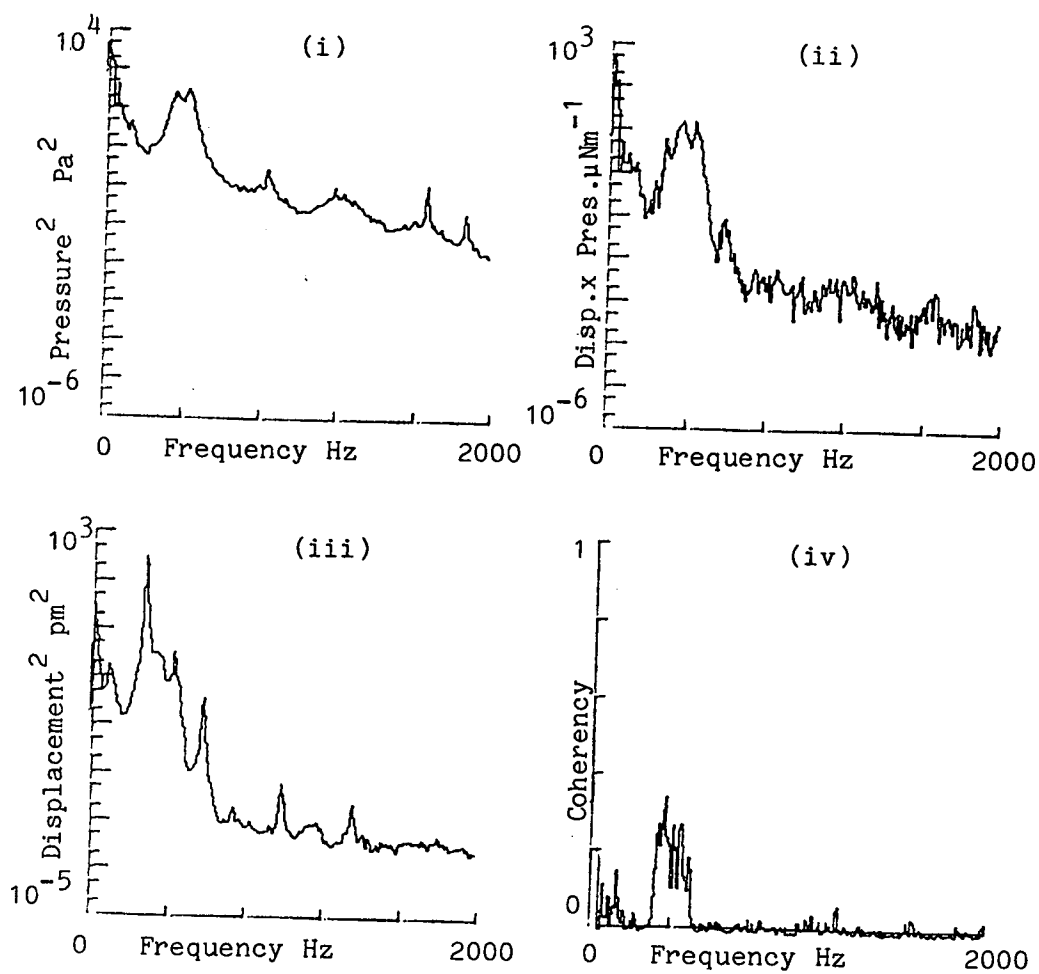 (i)
10^4
Pressure^2 Pa^2
10^-6
0 Frequency Hz 2000
(ii)
10^3
Disp.x Pres.µNm^-1
10^-6
0 Frequency Hz 2000
(iii)
10^3
Displacement^2 pm^2
10^-5
0 Frequency Hz 2000
(iv)
1
Coherency
0
0 Frequency Hz 2000